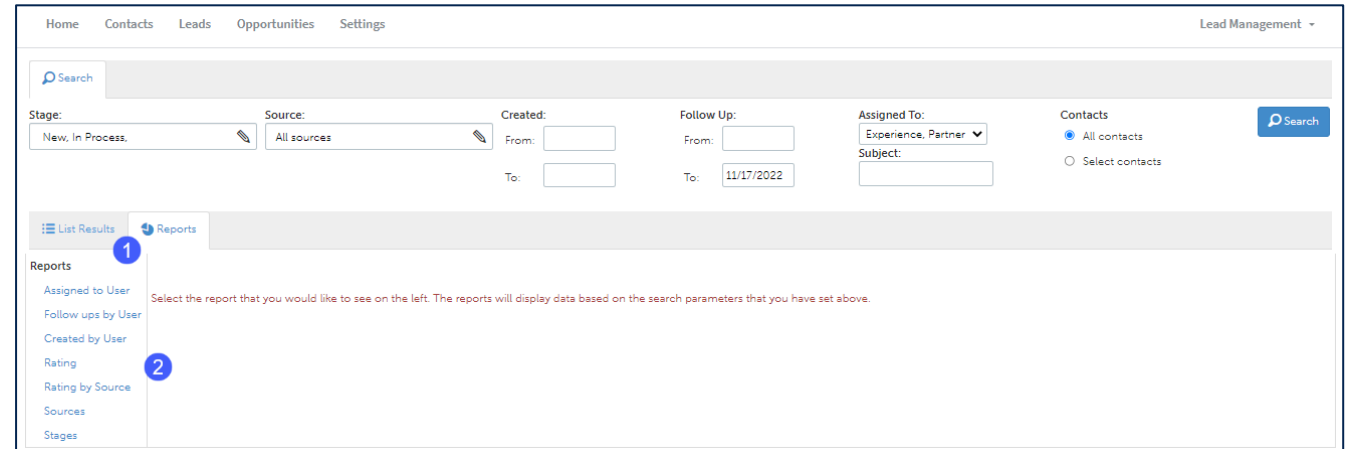 Home Contacts Leads Opportunities Settings Lead Management
Search
Stage: Source: Created: Follow Up: Assigned To: Contacts
New, In Process, All sources From: From: Experience, Partner All contacts Search
Subject:
Select contacts
To: To: 11/17/2022
List Results Reports
1
Reports
Assigned to User
Select the report that you would like to see on the left. The reports will display data based on the search parameters that you have set above.
Follow ups by User
Created by User
Rating
2
Rating by Source
Sources
Stages